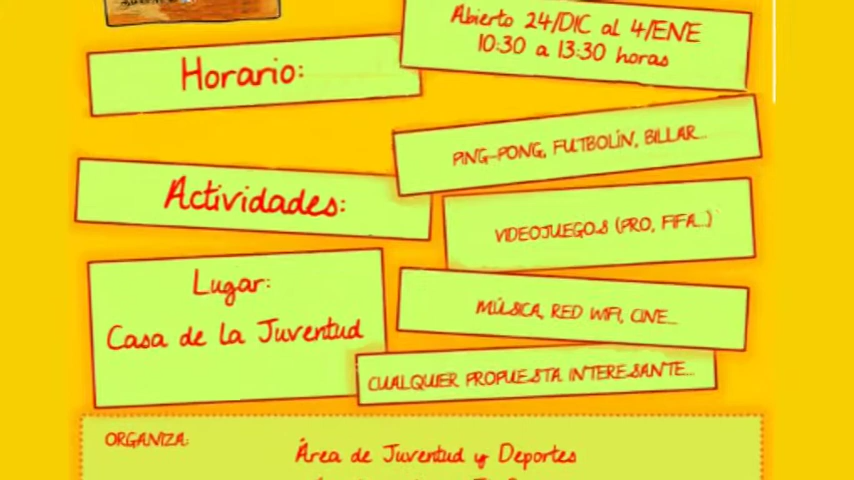 Horario:
Abierto 24/DIC al 4/ENE
10:30 a 13:30 horas
Actividades:
PING-PONG, FUTBOLÍN, BILLAR...
VIDEOJUEGOS (PRO, FIFA...)
MÚSICA, RED WIFI, CINE...
CUALQUIER PROPUESTA INTERESANTE...
Lugar:
Casa de la Juventud
ORGANIZA:
Área de Juventud y Deportes